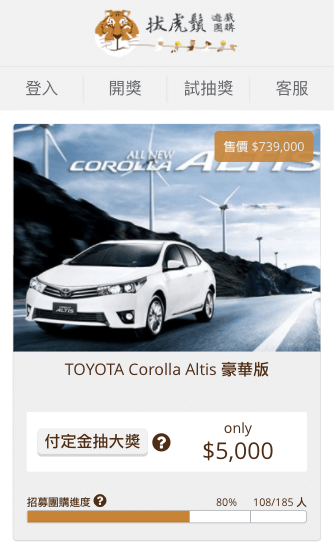 扙虎鬚 遊戲
團購
登入 開獎 試抽獎 客服
售價 $739,000
ALL NEW
COROLLA ALTIS
TOYOTA Corolla Altis 豪華版
付定金抽大獎 ? only
$5,000
招募團購進度 ? 80% 108/185 人